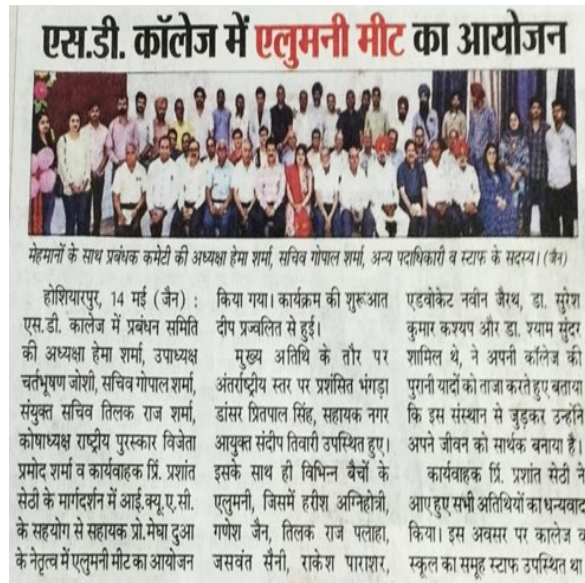 एस.डी. कॉलेज में एलुमनी मीट का आयोजन
मेहमानों के साथ प्रबंधक कमेटी की अध्यक्षा हेमा शर्मा, सचिव गोपाल शर्मा, अन्य पदाधिकारी व स्टाफ के सदस्य। (जैन)
होशियारपुर, 14 मई (जैन) :
एस.डी. कालेज में प्रबंधन समिति
की अध्यक्षा हेमा शर्मा, उपाध्यक्ष
चर्तभूषण जोशी, सचिव गोपाल शर्मा,
संयुक्त सचिव तिलक राज शर्मा,
कोषाध्यक्ष राष्ट्रीय पुरस्कार विजेता
प्रमोद शर्मा व कार्यवाहक प्रिं. प्रशांत
सेठी के मार्गदर्शन में आई.क्यू.ए.सी.
के सहयोग से सहायक प्रो.मेघा दुआ
के नेतृत्व में एलुमनी मीट का आयोजन
किया गया। कार्यक्रम की शुरूआत
दीप प्रज्वलित से हुई।
मुख्य अतिथि के तौर पर
अंतर्राष्ट्रीय स्तर पर प्रशंसित भंगड़ा
डांसर प्रितपाल सिंह, सहायक नगर
आयुक्त संदीप तिवारी उपस्थित हुए।
इसके साथ ही विभिन्न बैचों के
एलुमनी, जिसमें हरीश अग्निहोत्री,
गणेश जैन, तिलक राज पलाहा,
जसवंत सैनी, राकेश पाराशर,
एडवोकेट नवीन जैरथ, डा. सुरेश
कुमार कश्यप और डा. श्याम सुंदर
शामिल थे, ने अपनी कॉलेज की
पुरानी यादों को ताजा करते हुए बताया
कि इस संस्थान से जुड़कर उन्होंने
अपने जीवन को सार्थक बनाया है।
कार्यवाहक प्रिं. प्रशांत सेठी ने
आए हुए सभी अतिथियों का धन्यवाद
किया। इस अवसर पर कालेज व
स्कूल का समूह स्टाफ उपस्थित था